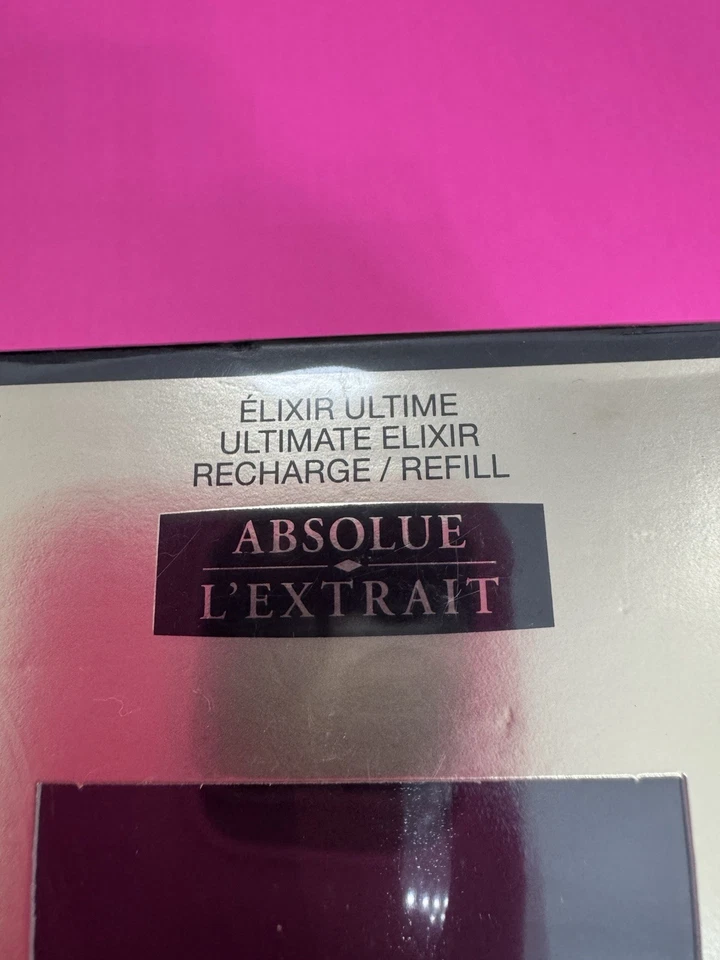 ÉLIXIR ULTIME
ULTIMATE ELIXIR
RECHARGE / REFILL
ABSOLUE
L'EXTRAIT